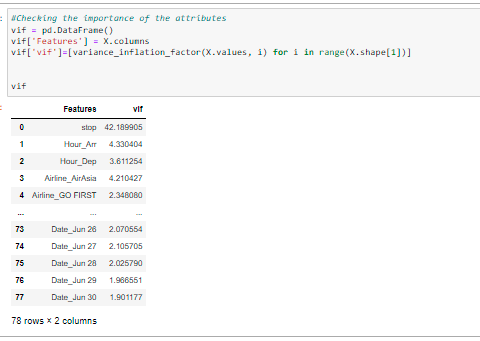 #Checking the importance of the attributes
vif = pd.DataFrame()
vif['Features'] = X.columns
vif['vif']=[variance_inflation_factor(X.values, i) for i in range(X.shape[1])]
vif
Features vif
0 stop 42.189905
1 Hour_Arr 4.330404
2 Hour_Dep 3.611254
3 Airline_AirAsia 4.210427
4 Airline_GO FIRST 2.348080
... ... ...
73 Date_Jun 26 2.070554
74 Date_Jun 27 2.105705
75 Date_Jun 28 2.025790
76 Date_Jun 29 1.966551
77 Date_Jun 30 1.901177
78 rows × 2 columns